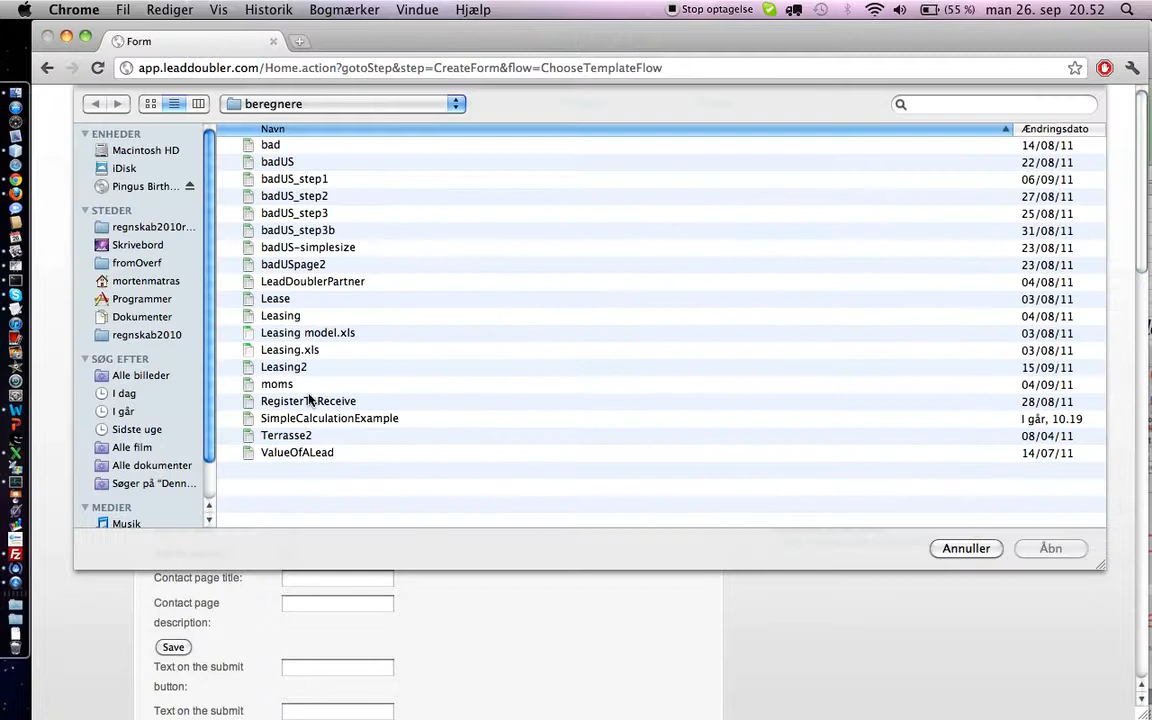 Chrome Fil Rediger Vis Historik Bogmærker Vindue Hjælp Stop optagelse (55 %) man 26. sep 20.52
Form
app.leaddoubler.com/Home.action?gotoStep&step=CreateForm&flow=ChooseTemplateFlow
beregnere
ENHEDER
Macintosh HD
iDisk
Pingus Birth...
STEDER
regnskab2010r...
Skrivebord
fromOverf
mortenmatras
Programmer
Dokumenter
regnskab2010
SØG EFTER
Alle billeder
I dag
I går
Sidste uge
Alle film
Alle dokumenter
Søger på "Denn...
MEDIER
Musik
Navn Ændringsdato
bad 14/08/11
badUS 22/08/11
badUS_step1 06/09/11
badUS_step2 27/08/11
badUS_step3 25/08/11
badUS_step3b 31/08/11
badUS-simplesize 23/08/11
badUSpage2 23/08/11
LeadDoublerPartner 04/08/11
Lease 03/08/11
Leasing 04/08/11
Leasing model.xls 03/08/11
Leasing.xls 03/08/11
Leasing2 15/09/11
moms 04/09/11
RegisterToReceive 28/08/11
SimpleCalculationExample I går, 10.19
Terrasse2 08/04/11
ValueOfALead 14/07/11
Annuller Åbn
Contact page title:
Contact page
description:
Save
Text on the submit
button:
Text on the submit